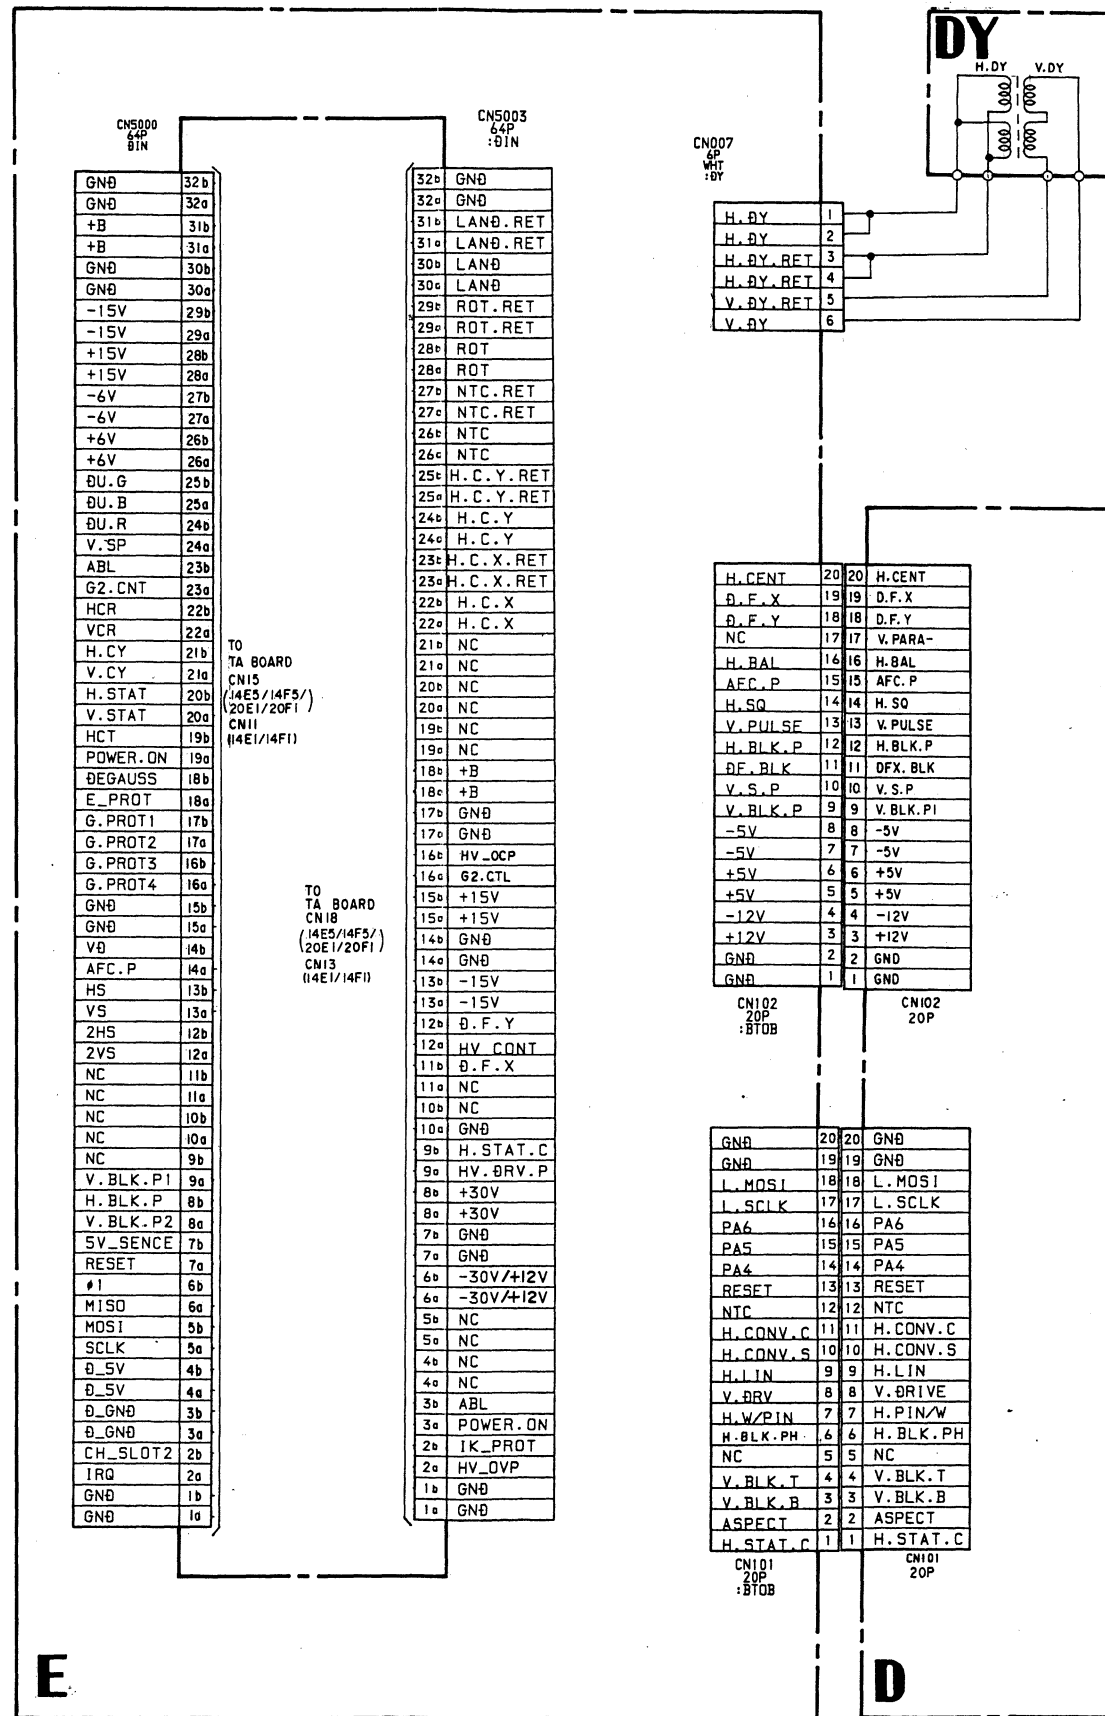 DY
H.DY V.DY
CN5000
64P
DIN
GND 32b
GND 32a
+B 31b
+B 31a
GND 30b
GND 30a
-15V 29b
-15V 29a
+15V 28b
+15V 28a
-6V 27b
-6V 27a
+6V 26b
+6V 26a
DU.G 25b
DU.B 25a
DU.R 24b
V.SP 24a
ABL 23b
G2.CNT 23a
HCR 22b
VCR 22a
H.CY 21b
V.CY 21a
H.STAT 20b
V.STAT 20a
HCT 19b
POWER.ON 19a
DEGAUSS 18b
E_PROT 18a
G.PROT1 17b
G.PROT2 17a
G.PROT3 16b
G.PROT4 16a
GND 15b
GND 15a
VD 14b
AFC.P 14a
HS 13b
VS 13a
2HS 12b
2VS 12a
NC 11b
NC 11a
NC 10b
NC 10a
NC 9b
V.BLK.P1 9a
H.BLK.P 8b
V.BLK.P2 8a
5V_SENCE 7b
RESET 7a
ø1 6b
MISO 6a
MOSI 5b
SCLK 5a
D_5V 4b
D_5V 4a
D_GND 3b
D_GND 3a
CH_SLOT2 2b
IRQ 2a
GND 1b
GND 1a
TO
TA BOARD
CN15
(14E5/14F5/
20E1/20F1)
CN11
(14E1/14F1)
TO
TA BOARD
CN18
(14E5/14F5/
20E1/20F1)
CN13
(14E1/14F1)
CN5003
64P
:DIN
32b GND
32a GND
31b LAND.RET
31a LAND.RET
30b LAND
30a LAND
29b ROT.RET
29a ROT.RET
28b ROT
28a ROT
27b NTC.RET
27a NTC.RET
26b NTC
26a NTC
25b H.C.Y.RET
25a H.C.Y.RET
24b H.C.Y
24a H.C.Y
23b H.C.X.RET
23a H.C.X.RET
22b H.C.X
22a H.C.X
21b NC
21a NC
20b NC
20a NC
19b NC
19a NC
18b +B
18a +B
17b GND
17a GND
16b HV_OCP
16a G2.CTL
15b +15V
15a +15V
14b GND
14a GND
13b -15V
13a -15V
12b D.F.Y
12a HV CONT
11b D.F.X
11a NC
10b NC
10a GND
9b H.STAT.C
9a HV.DRV.P
8b +30V
8a +30V
7b GND
7a GND
6b -30V/+12V
6a -30V/+12V
5b NC
5a NC
4b NC
4a NC
3b ABL
3a POWER.ON
2b IK_PROT
2a HV_OVP
1b GND
1a GND
CN007
6P
WHT
:DY
H.DY 1
H.DY 2
H.DY.RET 3
H.DY.RET 4
V.DY.RET 5
V.DY 6
H.CENT 20 20 H.CENT
D.F.X 19 19 D.F.X
D.F.Y 18 18 D.F.Y
NC 17 17 V.PARA-
H.BAL 16 16 H.BAL
AFC.P 15 15 AFC.P
H.SQ 14 14 H.SQ
V.PULSE 13 13 V.PULSE
H.BLK.P 12 12 H.BLK.P
DF.BLK 11 11 DFX.BLK
V.S.P 10 10 V.S.P
V.BLK.P 9 9 V.BLK.P1
-5V 8 8 -5V
-5V 7 7 -5V
+5V 6 6 +5V
+5V 5 5 +5V
-12V 4 4 -12V
+12V 3 3 +12V
GND 2 2 GND
GND 1 1 GND
CN102
20P
:BTOB
CN102
20P
GND 20 20 GND
GND 19 19 GND
L.MOSI 18 18 L.MOSI
L.SCLK 17 17 L.SCLK
PA6 16 16 PA6
PA5 15 15 PA5
PA4 14 14 PA4
RESET 13 13 RESET
NTC 12 12 NTC
H.CONV.C 11 11 H.CONV.C
H.CONV.S 10 10 H.CONV.S
H.LIN 9 9 H.LIN
V.DRV 8 8 V.DRIVE
H.W/PIN 7 7 H.PIN/W
H.BLK.PH 6 6 H.BLK.PH
NC 5 5 NC
V.BLK.T 4 4 V.BLK.T
V.BLK.B 3 3 V.BLK.B
ASPECT 2 2 ASPECT
H.STAT.C 1 1 H.STAT.C
CN101
20P
:BTOB
CN101
20P
E
D